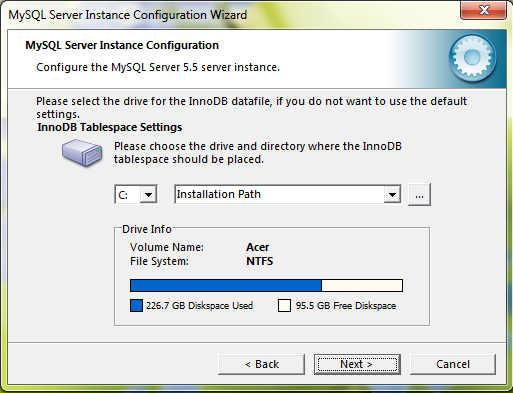 MySQL Server Instance Configuration Wizard
MySQL Server Instance Configuration
Configure the MySQL Server 5.5 server instance.
Please select the drive for the InnoDB datafile, if you do not want to use the default
settings.
InnoDB Tablespace Settings
Please choose the drive and directory where the InnoDB
tablespace should be placed.
C: Installation Path ...
Drive Info
Volume Name: Acer
File System: NTFS
226.7 GB Diskspace Used 95.5 GB Free Diskspace
< Back Next > Cancel